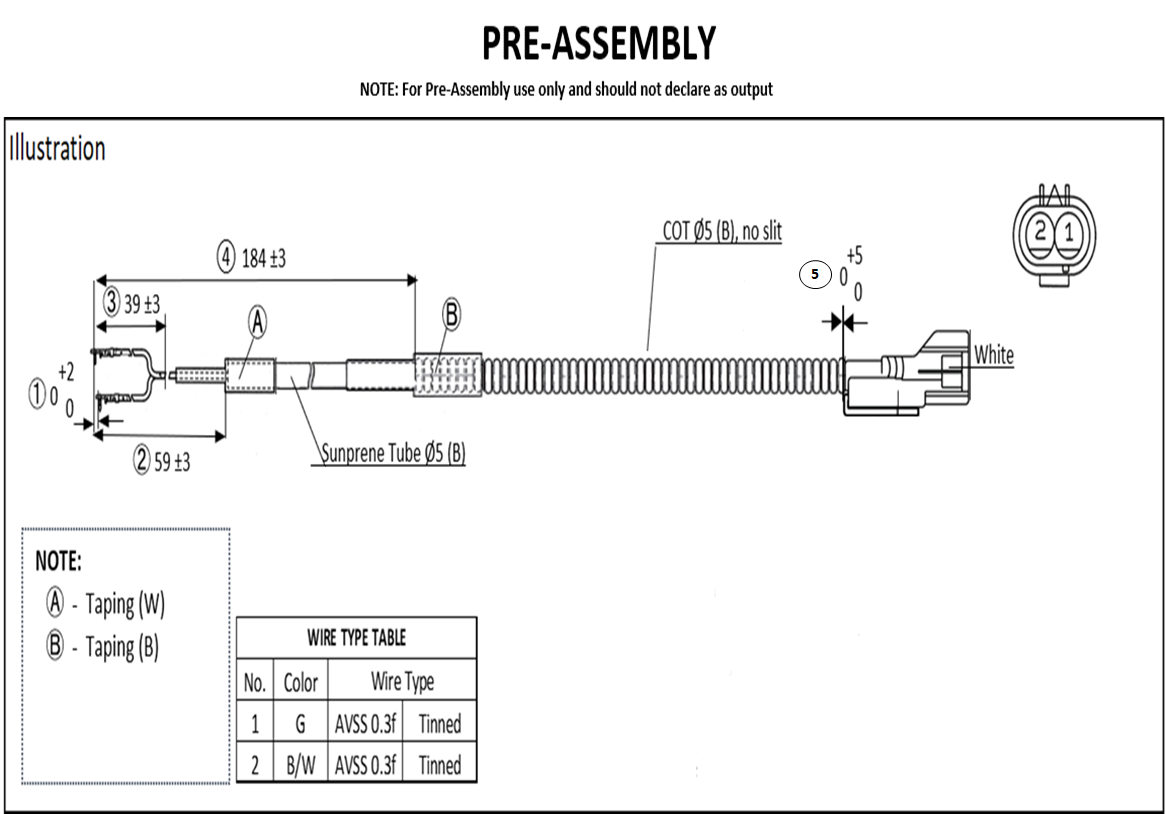 PRE-ASSEMBLY
NOTE: For Pre-Assembly use only and should not declare as output
Illustration
COT Ø5 (B), no slit
2 1
④ 184 ±3
5 0 +5 0
③ 39 ±3
Ⓐ
Ⓑ
White
① 0 +2 0
② 59 ±3
Sunprene Tube Ø5 (B)
NOTE:
Ⓐ - Taping (W)
Ⓑ - Taping (B)
WIRE TYPE TABLE
No. Color Wire Type
1 G AVSS 0.3f Tinned
2 B/W AVSS 0.3f Tinned